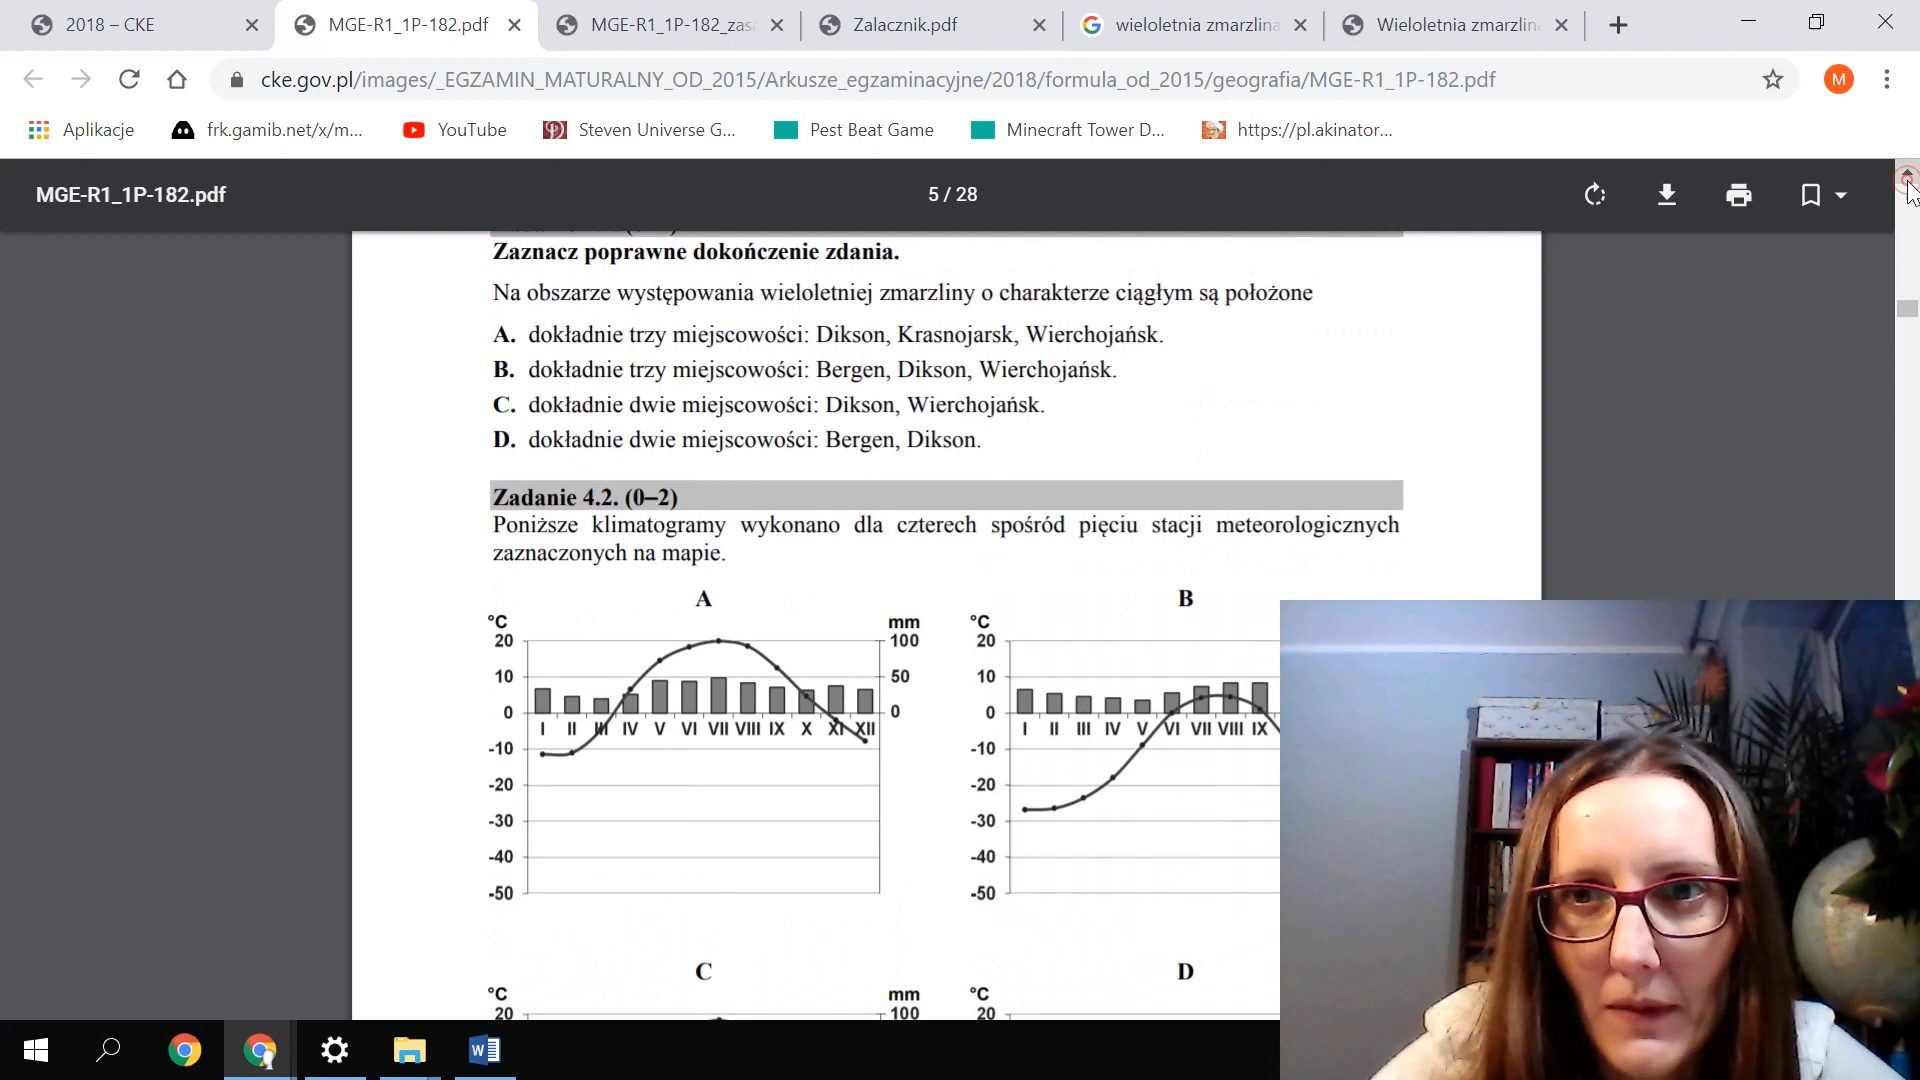 2018 – CKE
MGE-R1_1P-182.pdf
MGE-R1_1P-182_zas
Zalacznik.pdf
wieloletnia zmarzlina
Wieloletnia zmarzlin
cke.gov.pl/images/_EGZAMIN_MATURALNY_OD_2015/Arkusze_egzaminacyjne/2018/formula_od_2015/geografia/MGE-R1_1P-182.pdf
M
Aplikacje
frk.gamib.net/x/m...
YouTube
Steven Universe G...
Pest Beat Game
Minecraft Tower D...
https://pl.akinator...
MGE-R1_1P-182.pdf
5 / 28
Zaznacz poprawne dokończenie zdania.
Na obszarze występowania wieloletniej zmarzliny o charakterze ciągłym są położone
A. dokładnie trzy miejscowości: Dikson, Krasnojarsk, Wierchojańsk.
B. dokładnie trzy miejscowości: Bergen, Dikson, Wierchojańsk.
C. dokładnie dwie miejscowości: Dikson, Wierchojańsk.
D. dokładnie dwie miejscowości: Bergen, Dikson.
Zadanie 4.2. (0–2)
Poniższe klimatogramy wykonano dla czterech spośród pięciu stacji meteorologicznych
zaznaczonych na mapie.
A
°C mm
20 100
10 50
0 0
I II III IV V VI VII VIII IX X XI XII
-10
-20
-30
-40
-50
B
°C
20
10
0
I II III IV V VI VII VIII IX
-10
-20
-30
-40
-50
C
°C mm
20 100
D
°C
20